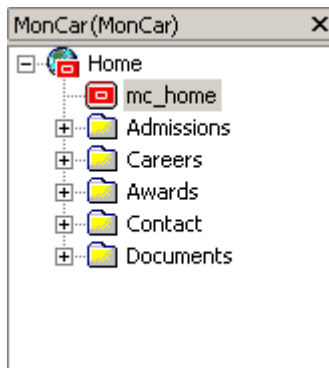 MonCar(MonCar)
Home
mc_home
Admissions
Careers
Awards
Contact
Documents